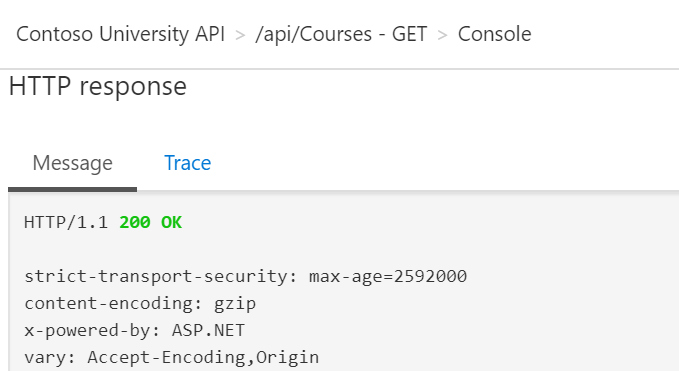 Contoso University API > /api/Courses - GET > Console
HTTP response
Message Trace
HTTP/1.1 200 OK
strict-transport-security: max-age=2592000
content-encoding: gzip
x-powered-by: ASP.NET
vary: Accept-Encoding,Origin